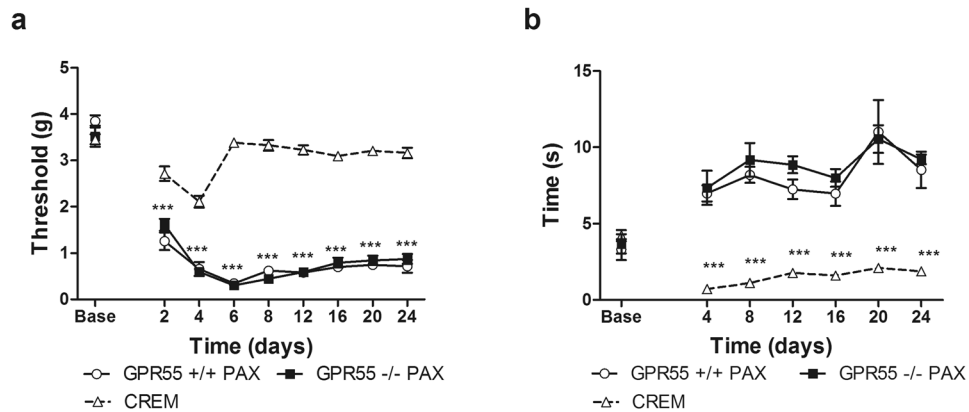 a
Threshold (g)
5
4
3
2
1
0
***
***
***
***
***
***
***
***
Base
2
4
6
8
12
16
20
24
Time (days)
GPR55 +/+ PAX
GPR55 -/- PAX
CREM
b
Time (s)
15
10
5
0
***
***
***
***
***
***
Base
4
8
12
16
20
24
Time (days)
GPR55 +/+ PAX
GPR55 -/- PAX
CREM